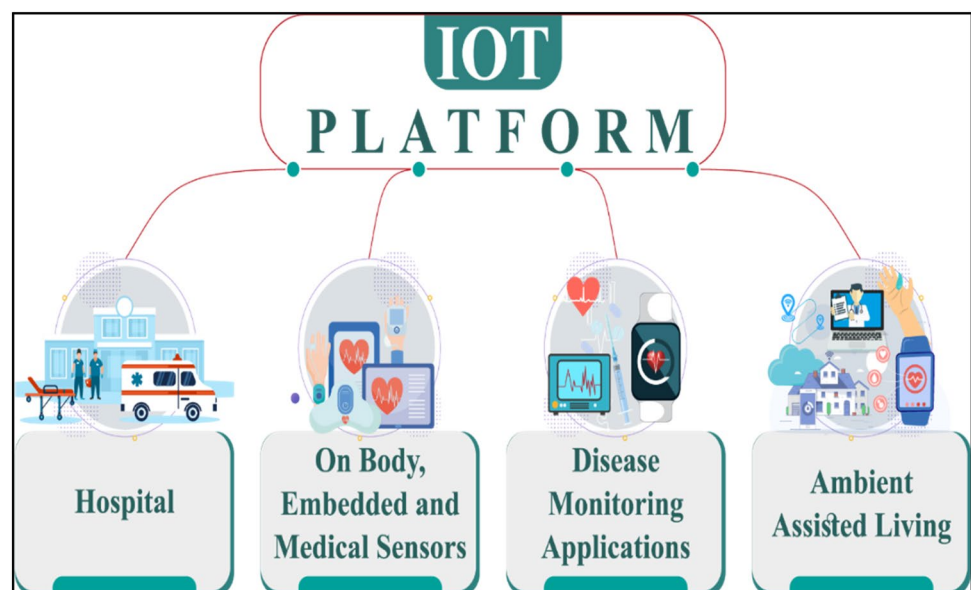 IOT
PLATFORM
Hospital
On Body,
Embedded and
Medical Sensors
Disease
Monitoring
Applications
Ambient
Assisted Living